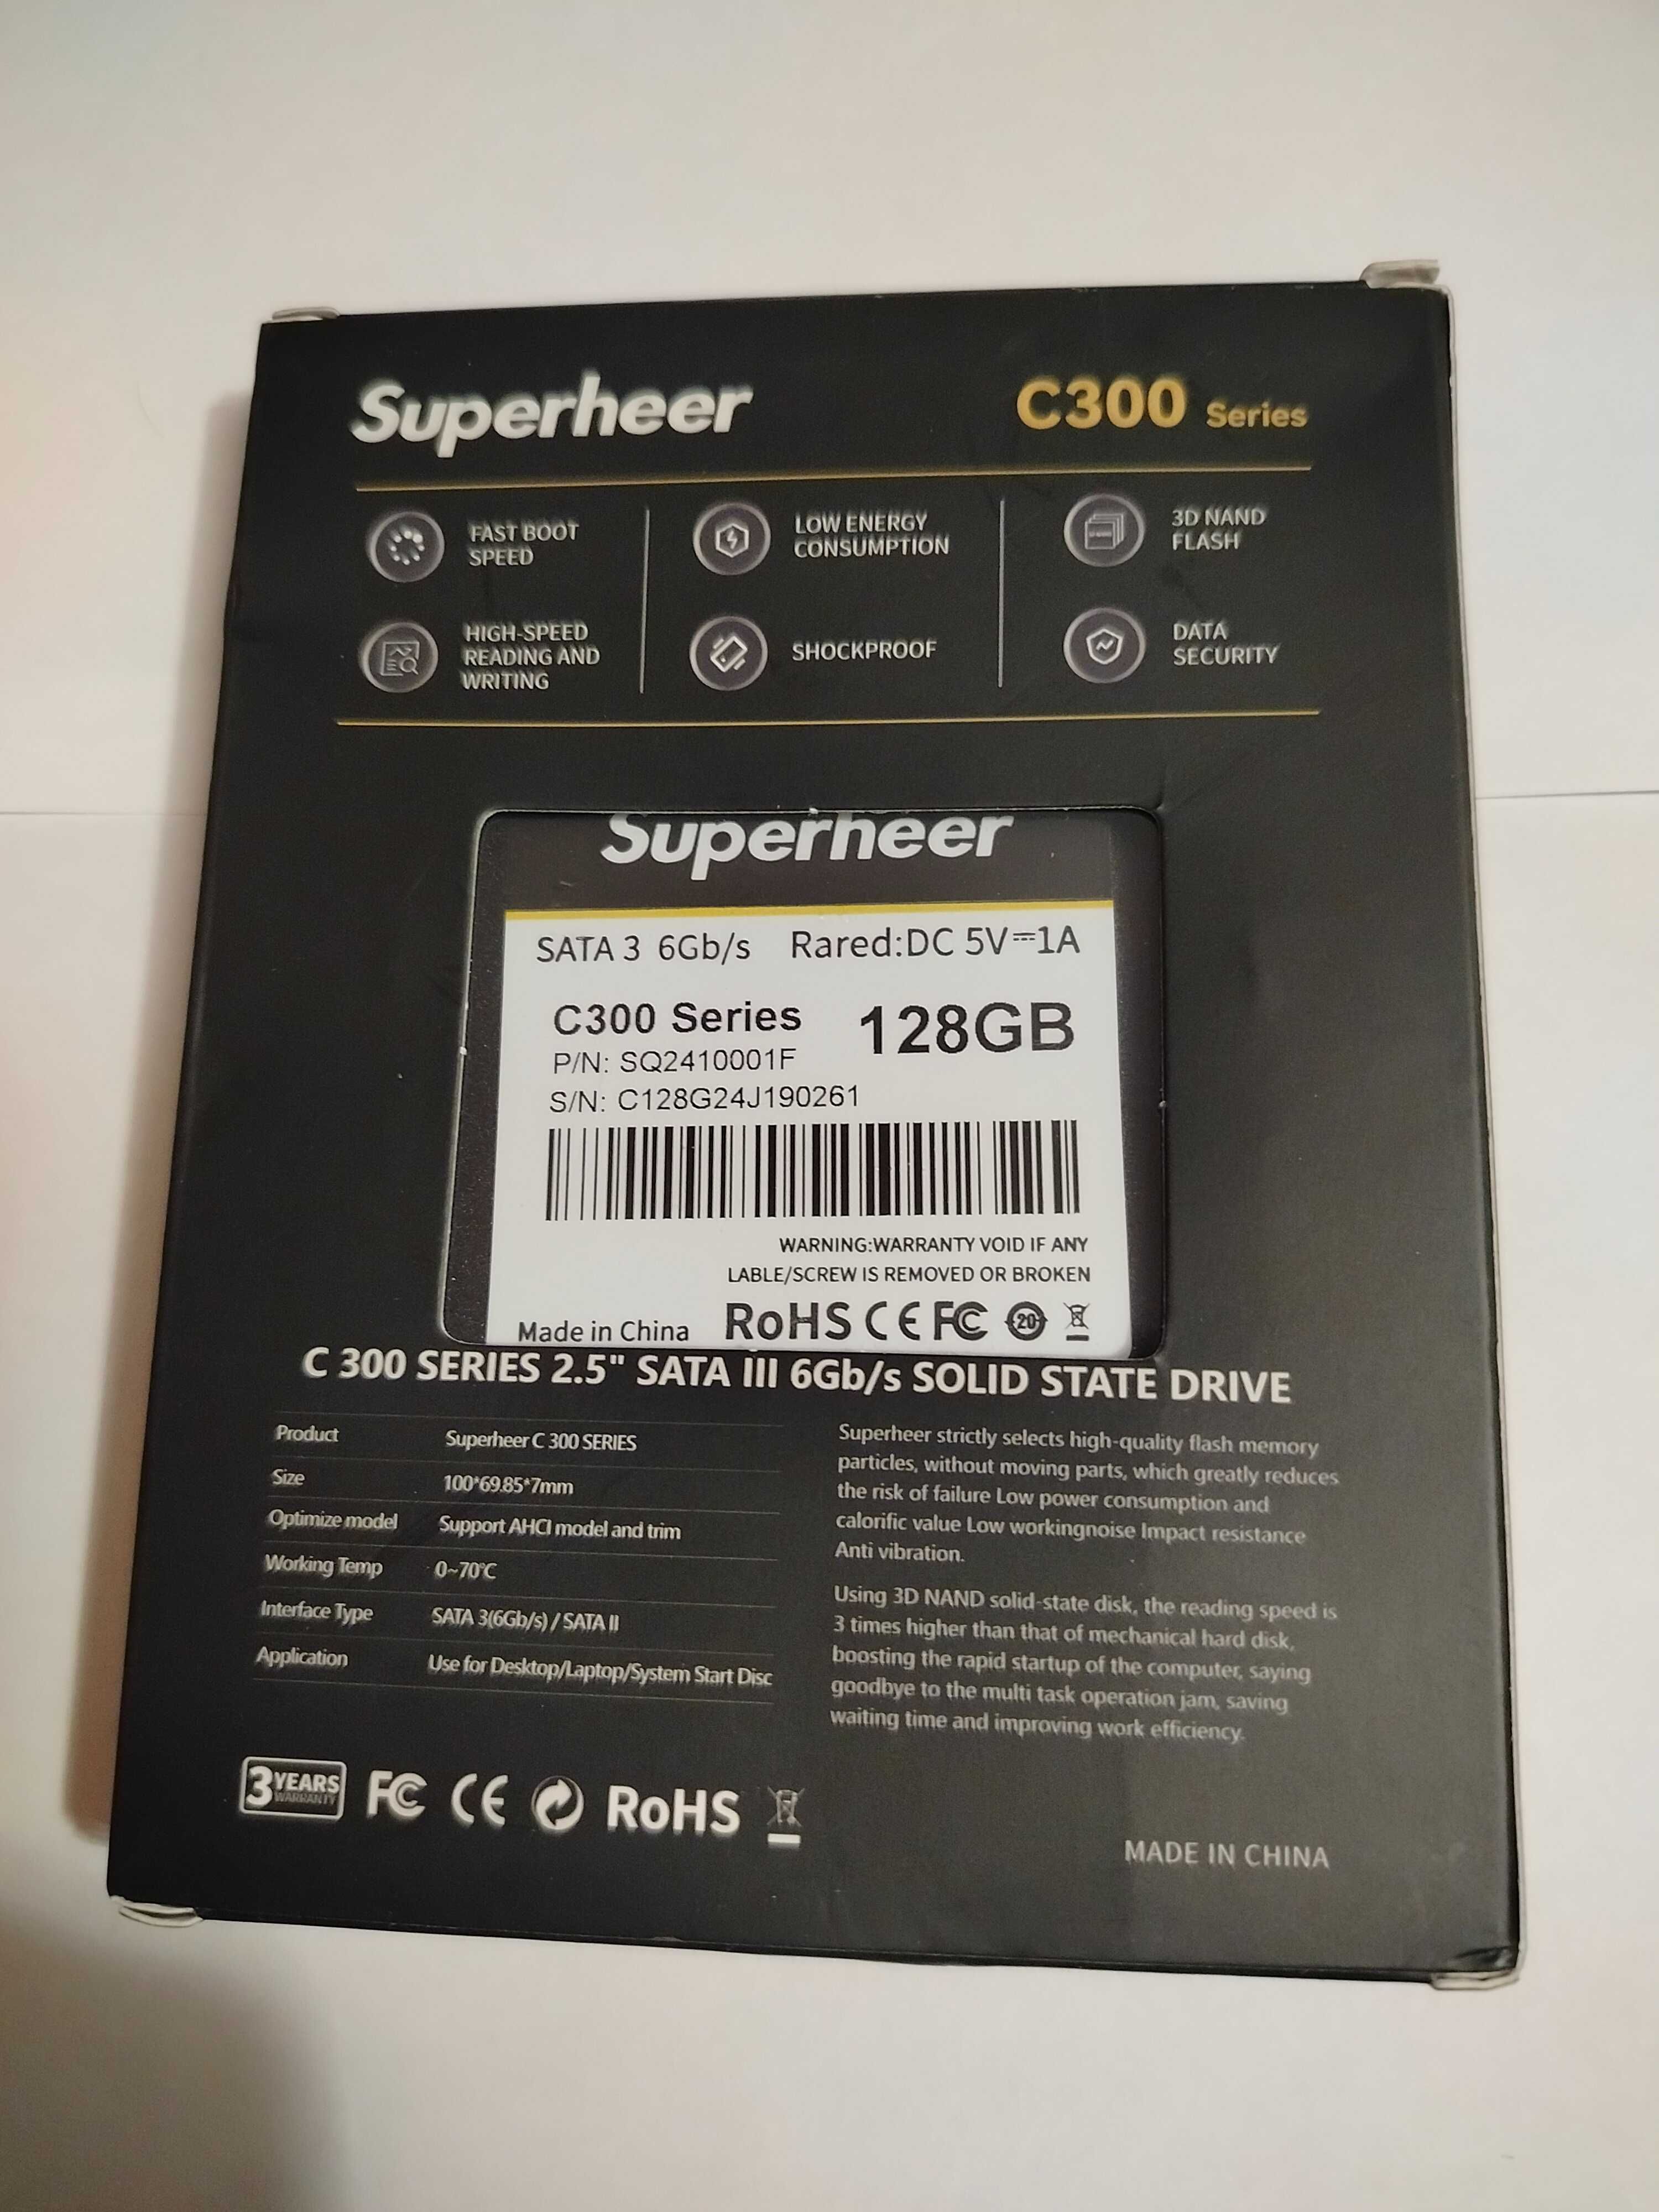 Superheer
C300 Series
FAST BOOT
SPEED
LOW ENERGY
CONSUMPTION
3D NAND
FLASH
HIGH-SPEED
READING AND
WRITING
SHOCKPROOF
DATA
SECURITY
Superheer
SATA 3 6Gb/s Rared:DC 5V⎓1A
C300 Series 128GB
P/N: SQ2410001F
S/N: C128G24J190261
WARNING:WARRANTY VOID IF ANY
LABLE/SCREW IS REMOVED OR BROKEN
Made in China RoHS CE FC 20
C 300 SERIES 2.5" SATA III 6Gb/s SOLID STATE DRIVE
Product Superheer C 300 SERIES
Size 100*69.85*7mm
Optimize model Support AHCI model and trim
Working Temp 0~70℃
Interface Type SATA 3(6Gb/s) / SATA II
Application Use for Desktop/Laptop/System Start Disc
Superheer strictly selects high-quality flash memory
particles, without moving parts, which greatly reduces
the risk of failure Low power consumption and
calorific value Low workingnoise Impact resistance
Anti vibration.
Using 3D NAND solid-state disk, the reading speed is
3 times higher than that of mechanical hard disk,
boosting the rapid startup of the computer, saying
goodbye to the multi task operation jam, saving
waiting time and improving work efficiency.
3 YEARS
WARRANTY
FC CE RoHS
MADE IN CHINA